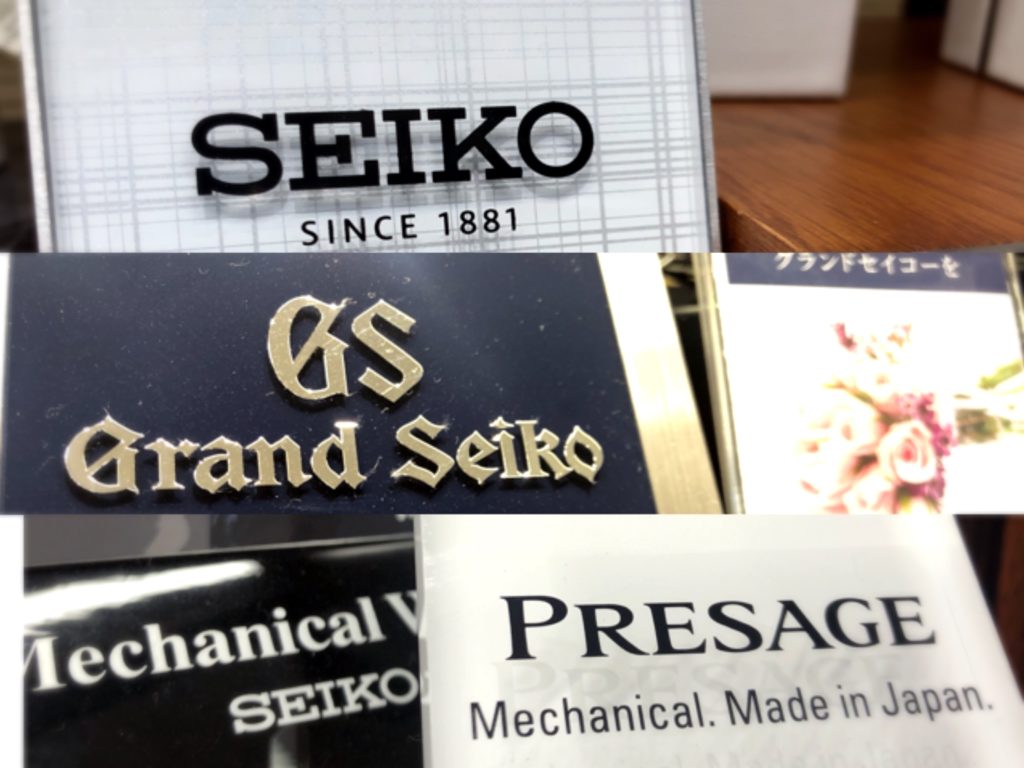 SEIKO
SINCE 1881
グランドセイコーを
GS
Grand Seiko
Mechanical
SEIKO
PRESAGE
Mechanical. Made in Japan.